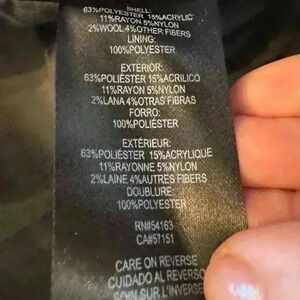 SHELL:
63%POLYESTER 15%ACRYLIC
11%RAYON 5%NYLON
2%WOOL 4%OTHER FIBERS
LINING:
100%POLYESTER
EXTERIOR:
63%POLIÉSTER 15%ACRILICO
11%RAYON 5%NYLON
2%LANA 4%OTRAS FIBRAS
FORRO:
100%POLIÉSTER
EXTÉRIEUR:
63%POLYESTER 15%ACRYLIQUE
11%RAYONNE 5%NYLON
2%LAINE 4%AUTRES FIBERS
DOUBLURE:
100%POLYESTER
RN#54163
CA#57151
CARE ON REVERSE
CUIDADO AL REVERSO
SOIN SUR L'INVERSE